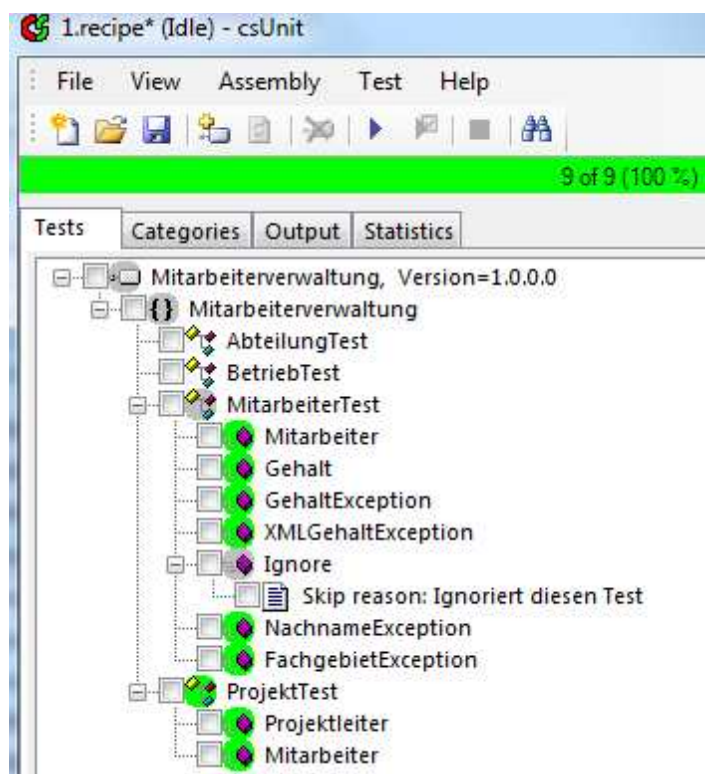 1.recipe* (Idle) - csUnit
File View Assembly Test Help
9 of 9 (100 %)
Tests Categories Output Statistics
Mitarbeiterverwaltung, Version=1.0.0.0
{} Mitarbeiterverwaltung
AbteilungTest
BetriebTest
MitarbeiterTest
Mitarbeiter
Gehalt
GehaltException
XMLGehaltException
Ignore
Skip reason: Ignoriert diesen Test
NachnameException
FachgebietException
ProjektTest
Projektleiter
Mitarbeiter